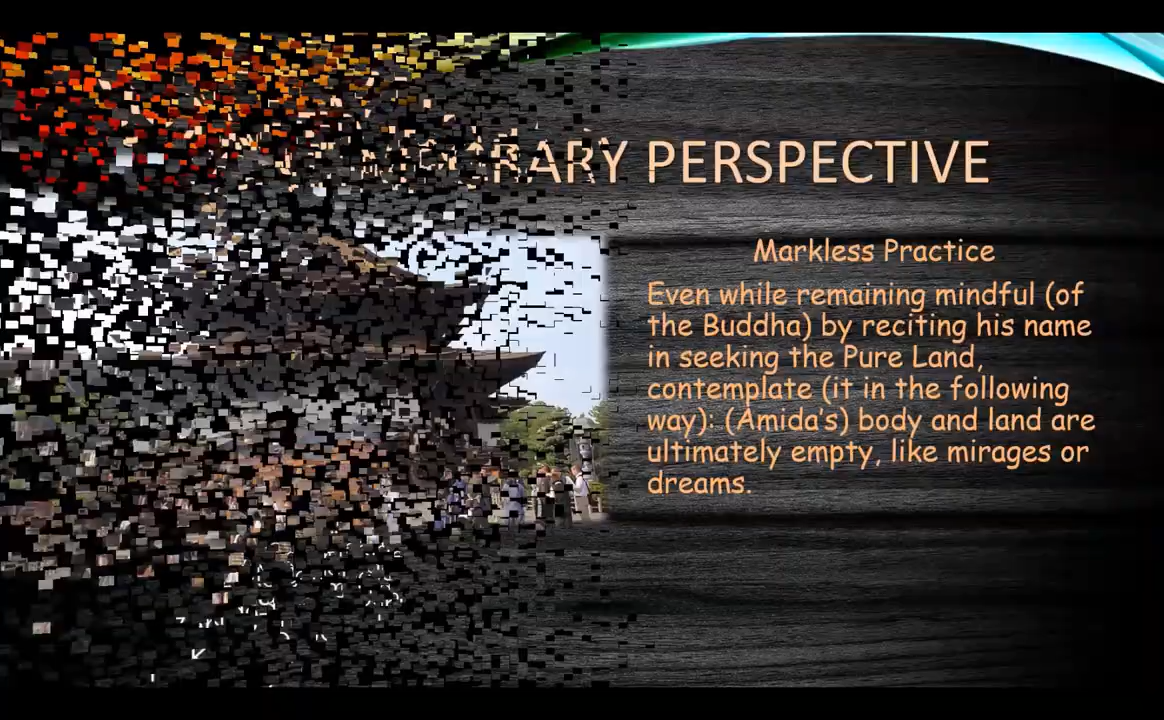 PERSPECTIVE
Markless Practice
Even while remaining mindful (of
the Buddha) by reciting his name
in seeking the Pure Land,
contemplate (it in the following
way): (Amida's) body and land are
ultimately empty, like mirages or
dreams.